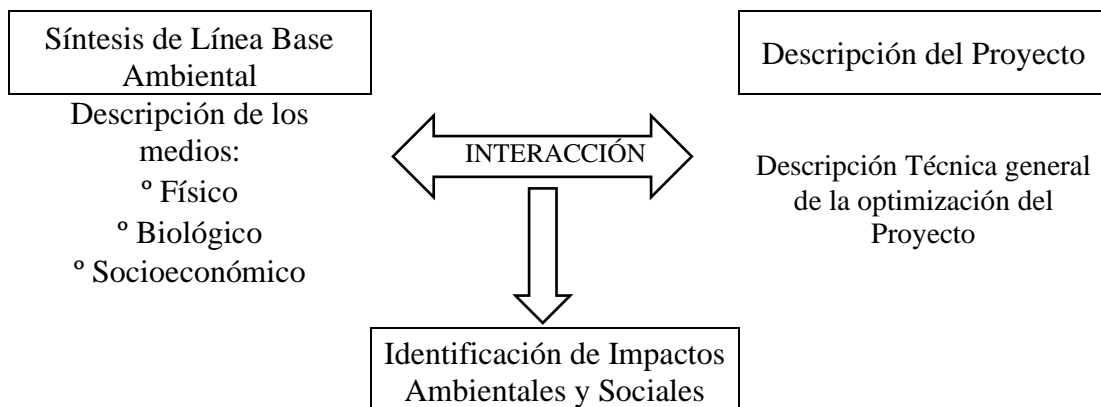 Síntesis de Línea Base
Ambiental
Descripción de los
medios:
º Físico
º Biológico
º Socioeconómico
INTERACCIÓN
Descripción del Proyecto
Descripción Técnica general
de la optimización del
Proyecto
Identificación de Impactos
Ambientales y Sociales